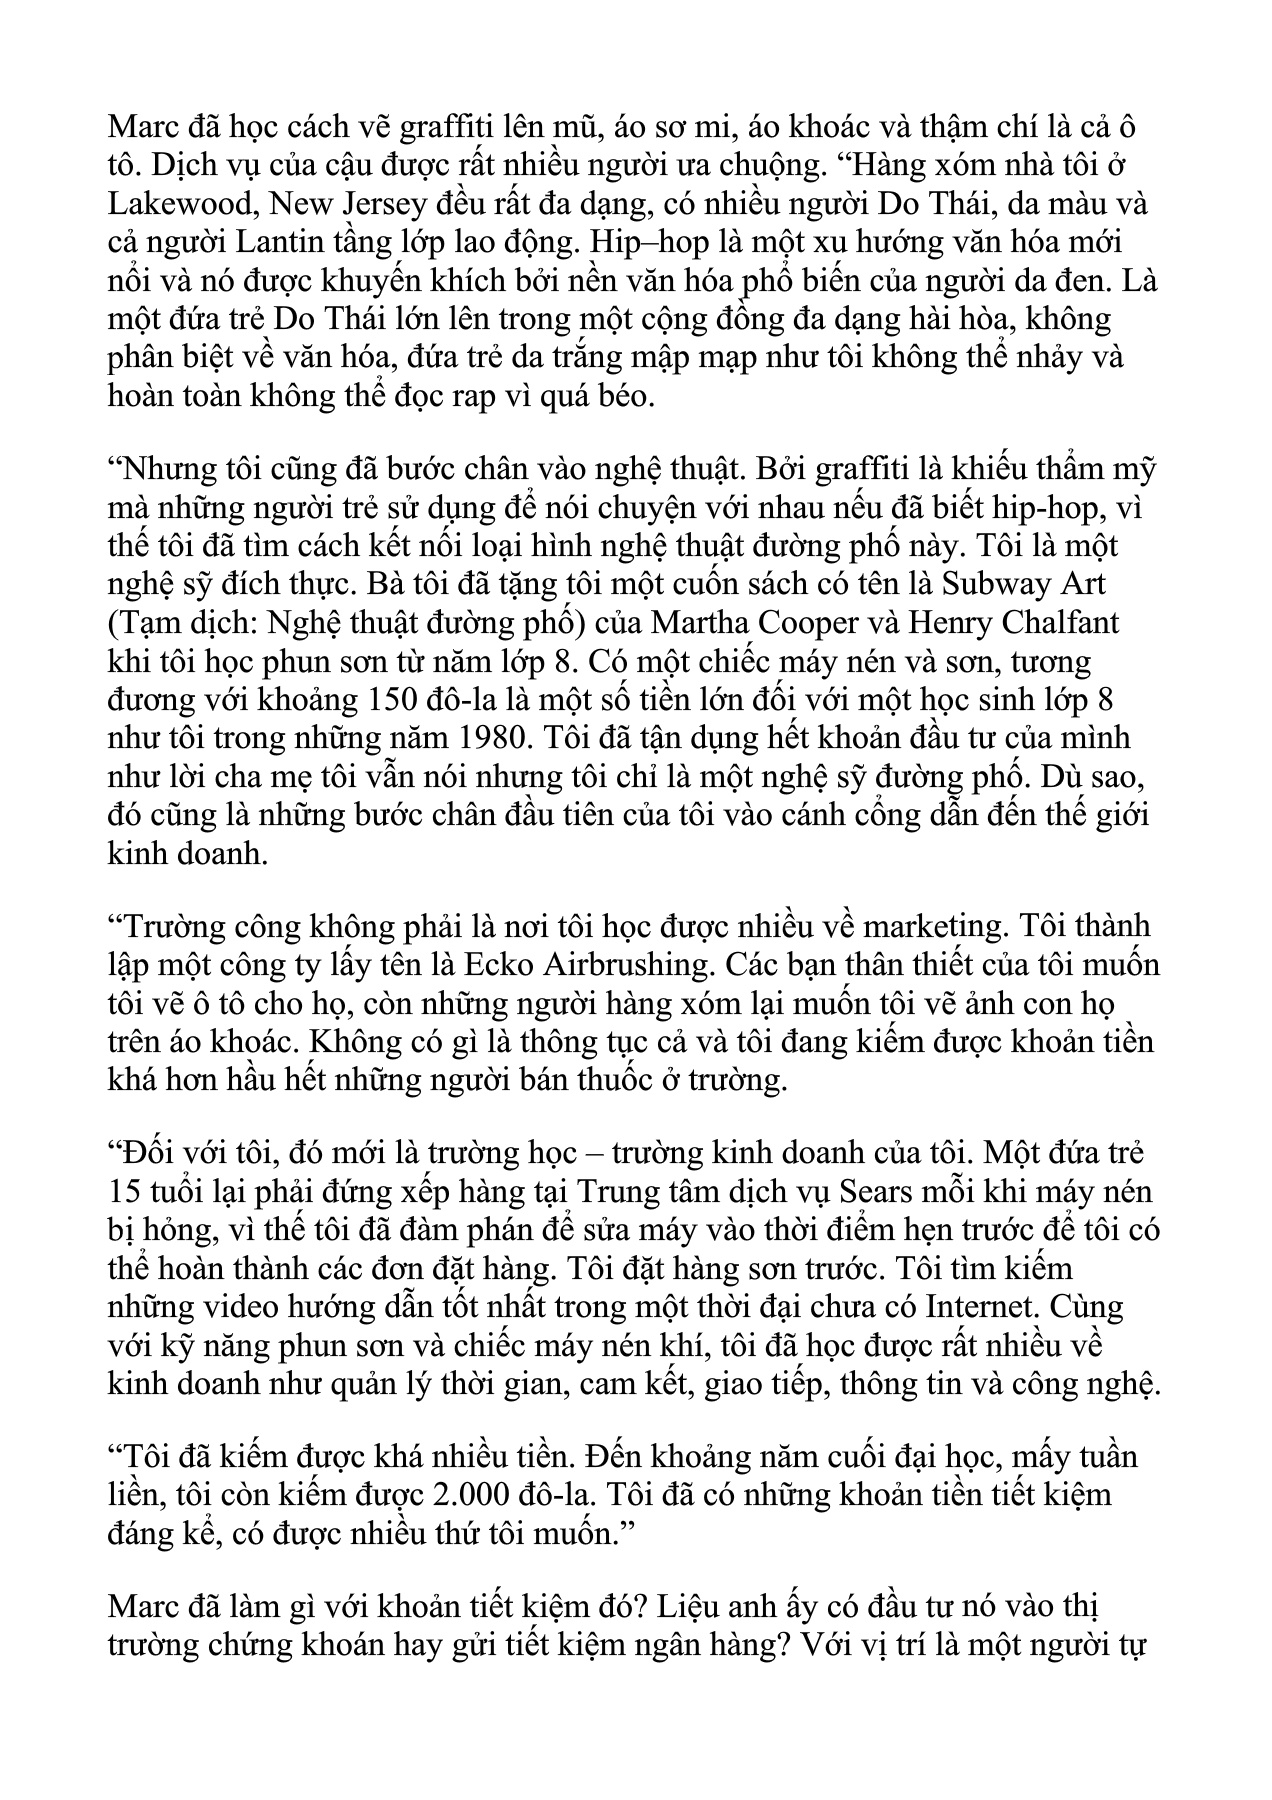 Marc đã học cách vẽ graffiti lên mũ, áo sơ mi, áo khoác và thậm chí là cả ô
tô. Dịch vụ của cậu được rất nhiều người ưa chuộng. “Hàng xóm nhà tôi ở
Lakewood, New Jersey đều rất đa dạng, có nhiều người Do Thái, da màu và
cả người Lantin tầng lớp lao động. Hip–hop là một xu hướng văn hóa mới
nổi và nó được khuyến khích bởi nền văn hóa phổ biến của người da đen. Là
một đứa trẻ Do Thái lớn lên trong một cộng đồng đa dạng hài hòa, không
phân biệt về văn hóa, đứa trẻ da trắng mập mạp như tôi không thể nhảy và
hoàn toàn không thể đọc rap vì quá béo.
“Nhưng tôi cũng đã bước chân vào nghệ thuật. Bởi graffiti là khiếu thẩm mỹ
mà những người trẻ sử dụng để nói chuyện với nhau nếu đã biết hip-hop, vì
thế tôi đã tìm cách kết nối loại hình nghệ thuật đường phố này. Tôi là một
nghệ sỹ đích thực. Bà tôi đã tặng tôi một cuốn sách có tên là Subway Art
(Tạm dịch: Nghệ thuật đường phố) của Martha Cooper và Henry Chalfant
khi tôi học phun sơn từ năm lớp 8. Có một chiếc máy nén và sơn, tương
đương với khoảng 150 đô-la là một số tiền lớn đối với một học sinh lớp 8
như tôi trong những năm 1980. Tôi đã tận dụng hết khoản đầu tư của mình
như lời cha mẹ tôi vẫn nói nhưng tôi chỉ là một nghệ sỹ đường phố. Dù sao,
đó cũng là những bước chân đầu tiên của tôi vào cánh cổng dẫn đến thế giới
kinh doanh.
“Trường công không phải là nơi tôi học được nhiều về marketing. Tôi thành
lập một công ty lấy tên là Ecko Airbrushing. Các bạn thân thiết của tôi muốn
tôi vẽ ô tô cho họ, còn những người hàng xóm lại muốn tôi vẽ ảnh con họ
trên áo khoác. Không có gì là thông tục cả và tôi đang kiếm được khoản tiền
khá hơn hầu hết những người bán thuốc ở trường.
“Đối với tôi, đó mới là trường học – trường kinh doanh của tôi. Một đứa trẻ
15 tuổi lại phải đứng xếp hàng tại Trung tâm dịch vụ Sears mỗi khi máy nén
bị hỏng, vì thế tôi đã đàm phán để sửa máy vào thời điểm hẹn trước để tôi có
thể hoàn thành các đơn đặt hàng. Tôi đặt hàng sơn trước. Tôi tìm kiếm
những video hướng dẫn tốt nhất trong một thời đại chưa có Internet. Cùng
với kỹ năng phun sơn và chiếc máy nén khí, tôi đã học được rất nhiều về
kinh doanh như quản lý thời gian, cam kết, giao tiếp, thông tin và công nghệ.
“Tôi đã kiếm được khá nhiều tiền. Đến khoảng năm cuối đại học, mấy tuần
liền, tôi còn kiếm được 2.000 đô-la. Tôi đã có những khoản tiền tiết kiệm
đáng kể, có được nhiều thứ tôi muốn.”
Marc đã làm gì với khoản tiết kiệm đó? Liệu anh ấy có đầu tư nó vào thị
trường chứng khoán hay gửi tiết kiệm ngân hàng? Với vị trí là một người tự